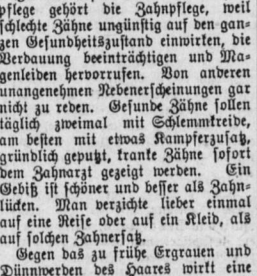 pflege gehört die Zahnpflege, weil
schlechte Zähne ungünstig auf den gan-
zen Gesundheitszustand einwirken, die
Verdauung beeinträchtigen und Ma-
genleiden hervorrufen. Von anderen
unangenehmen Nebenerscheinungen gar
nicht zu reden. Gesunde Zähne sollen
täglich zweimal mit Schlemmkreide,
am besten mit etwas Kampferzusatz,
gründlich geputzt, kranke Zähne sofort
dem Zahnarzt gezeigt werden. Ein
Gebiß ist schöner und besser als Zahn-
lücken. Man verzichte lieber einmal
auf eine Reise oder auf ein Kleid, als
auf solchen Zahnersatz.
Gegen das zu frühe Ergrauen und
Dünnwerden des Haares wirkt eine